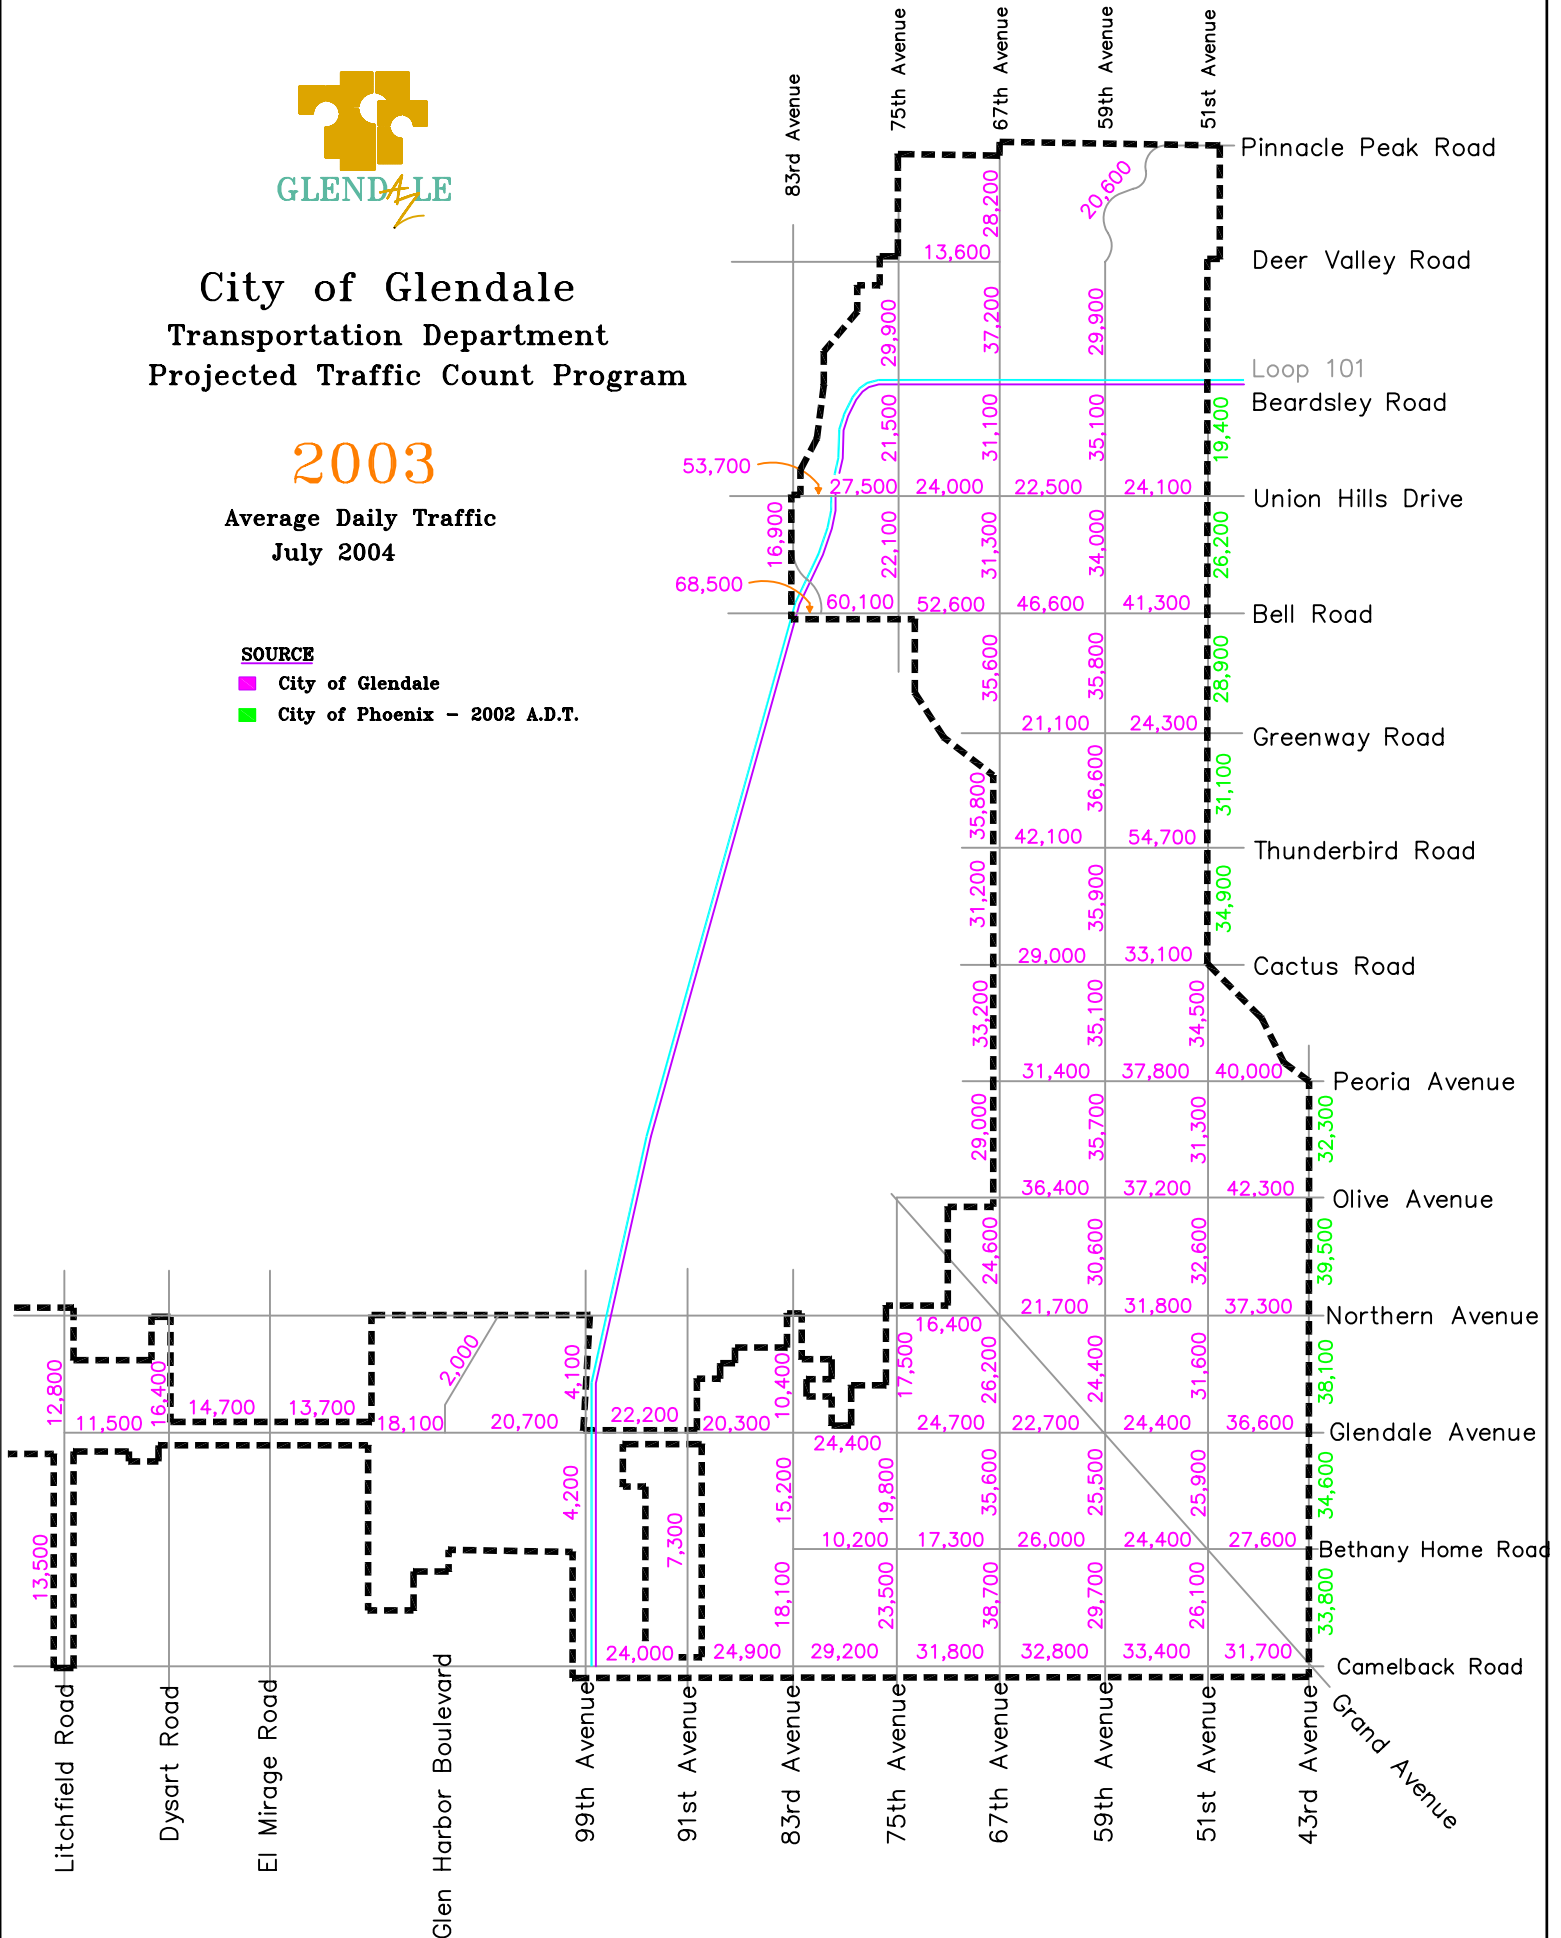 83rd Avenue
75th Avenue
67th Avenue
59th Avenue
51st Avenue
GLENDALE
AZ
City of Glendale
Transportation Department
Projected Traffic Count Program
2003
Average Daily Traffic
July 2004
SOURCE
City of Glendale
City of Phoenix - 2002 A.D.T.
Pinnacle Peak Road
28,200
20,600
13,600
Deer Valley Road
29,900
37,200
29,900
Loop 101
Beardsley Road
21,500
31,100
35,100
19,400
53,700
27,500
24,000
22,500
24,100
Union Hills Drive
16,900
22,100
31,300
34,000
26,200
68,500
60,100
52,600
46,600
41,300
Bell Road
35,600
35,800
28,900
21,100
24,300
Greenway Road
35,800
36,600
31,100
42,100
54,700
Thunderbird Road
31,200
35,900
34,900
29,000
33,100
Cactus Road
33,200
35,100
34,500
31,400
37,800
40,000
Peoria Avenue
29,000
35,700
31,300
32,300
36,400
37,200
42,300
Olive Avenue
24,600
30,600
32,600
39,500
21,700
31,800
37,300
Northern Avenue
16,400
12,800
16,400
2,000
4,100
10,400
17,500
26,200
24,400
31,600
38,100
11,500
14,700
13,700
18,100
20,700
22,200
20,300
24,400
24,700
22,700
24,400
36,600
Glendale Avenue
4,200
15,200
19,800
35,600
25,500
25,900
34,600
13,500
7,300
10,200
17,300
26,000
24,400
27,600
Bethany Home Road
18,100
23,500
38,700
29,700
26,100
33,800
24,000
24,900
29,200
31,800
32,800
33,400
31,700
Camelback Road
Litchfield Road
Dysart Road
El Mirage Road
Glen Harbor Boulevard
99th Avenue
91st Avenue
83rd Avenue
75th Avenue
67th Avenue
59th Avenue
51st Avenue
43rd Avenue
Grand Avenue